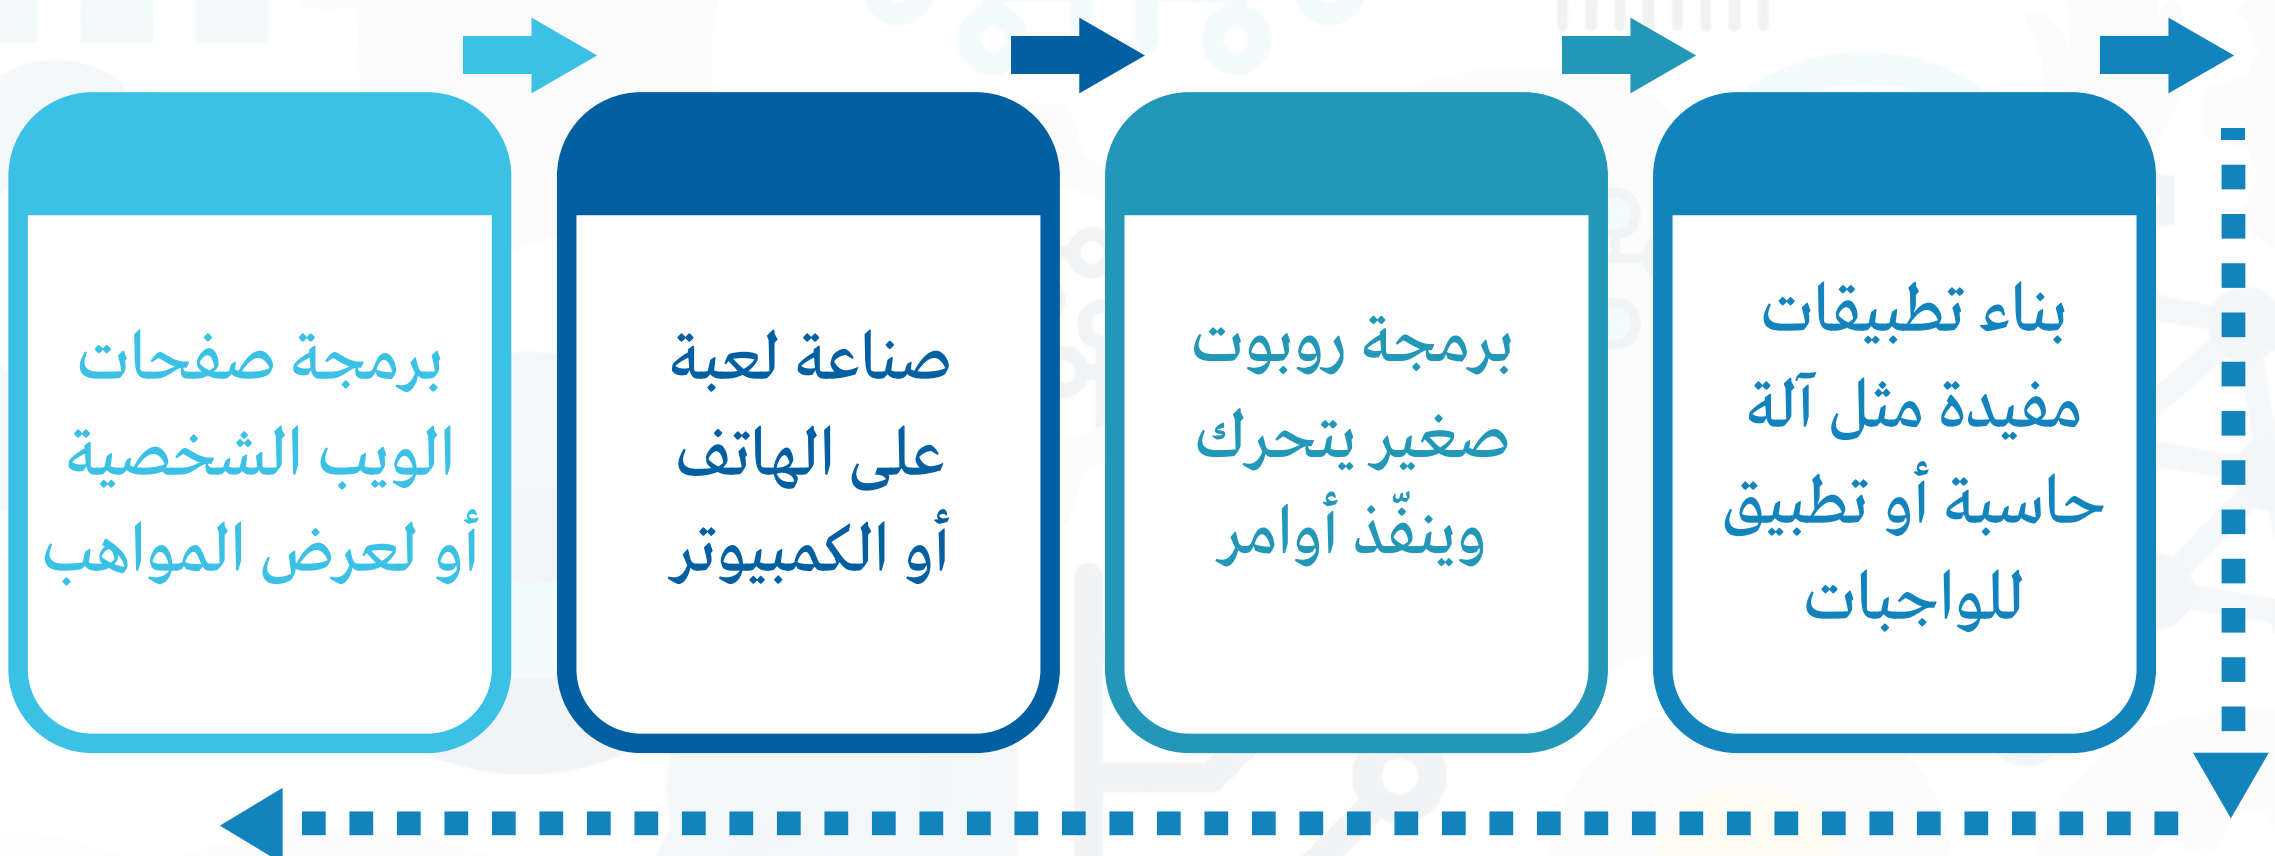 بناء تطبيقات
مفيدة مثل آلة
حاسبة أو تطبيق
للواجبات
برمجة روبوت
صغير يتحرك
وينفّذ أوامر
صناعة لعبة
على الهاتف
أو الكمبيوتر
برمجة صفحات
الويب الشخصية
أو لعرض المواهب